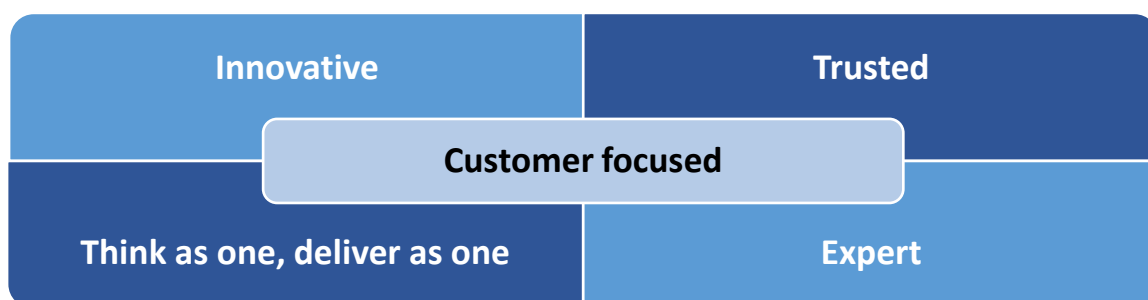 Innovative
Trusted
Customer focused
Think as one, deliver as one
Expert